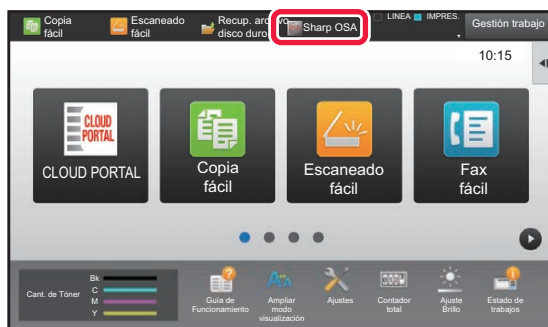 Copia
fácil
Escaneado
fácil
Recup. archivo
disco duro
Sharp OSA
LINEA
IMPRES.
Gestión trabajo
10:15
CLOUD
PORTAL
CLOUD PORTAL
Copia
fácil
Escaneado
fácil
Fax
fácil
Cant. de Tóner
Bk
C
M
Y
Guía de
Funcionamiento
Ampliar
modo
visualización
Ajustes
Contador
total
Ajuste
Brillo
Estado de
trabajos